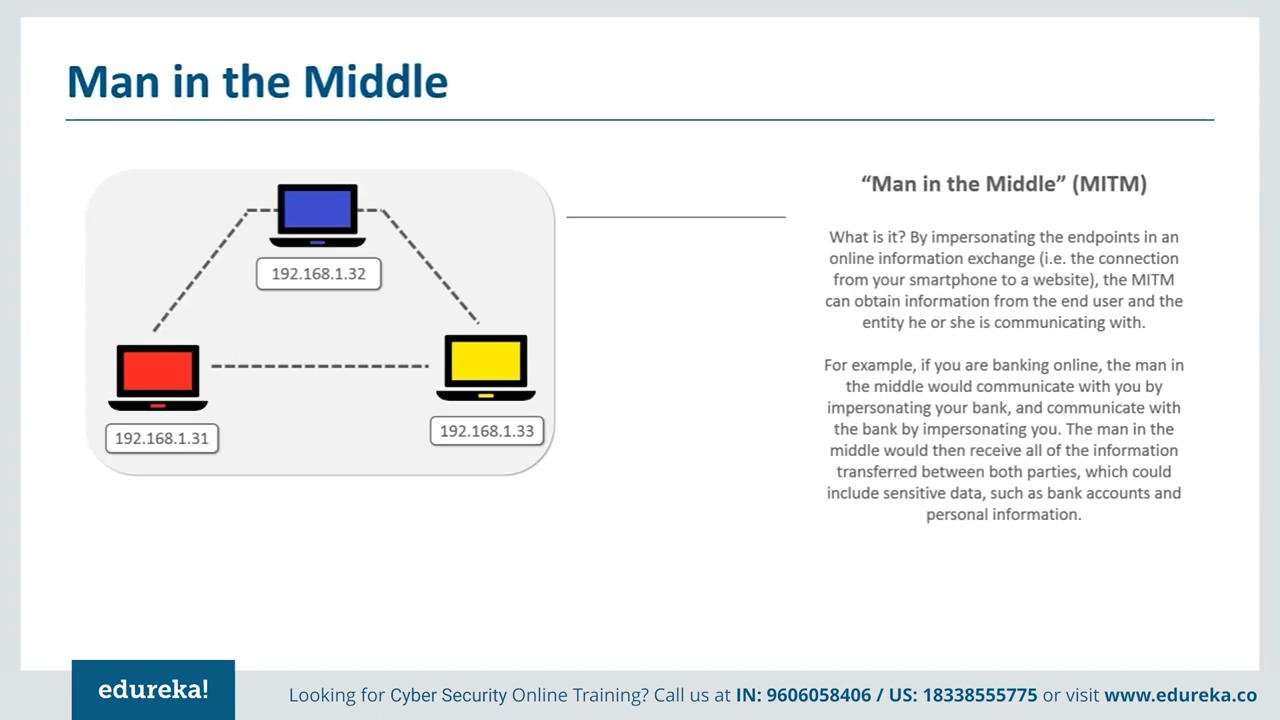 Man in the Middle
192.168.1.32
192.168.1.31
192.168.1.33
“Man in the Middle” (MITM)
What is it? By impersonating the endpoints in an
online information exchange (i.e. the connection
from your smartphone to a website), the MITM
can obtain information from the end user and the
entity he or she is communicating with.
For example, if you are banking online, the man in
the middle would communicate with you by
impersonating your bank, and communicate with
the bank by impersonating you. The man in the
middle would then receive all of the information
transferred between both parties, which could
include sensitive data, such as bank accounts and
personal information.
edureka!
Looking for Cyber Security Online Training? Call us at IN: 9606058406 / US: 18338555775 or visit www.edureka.co